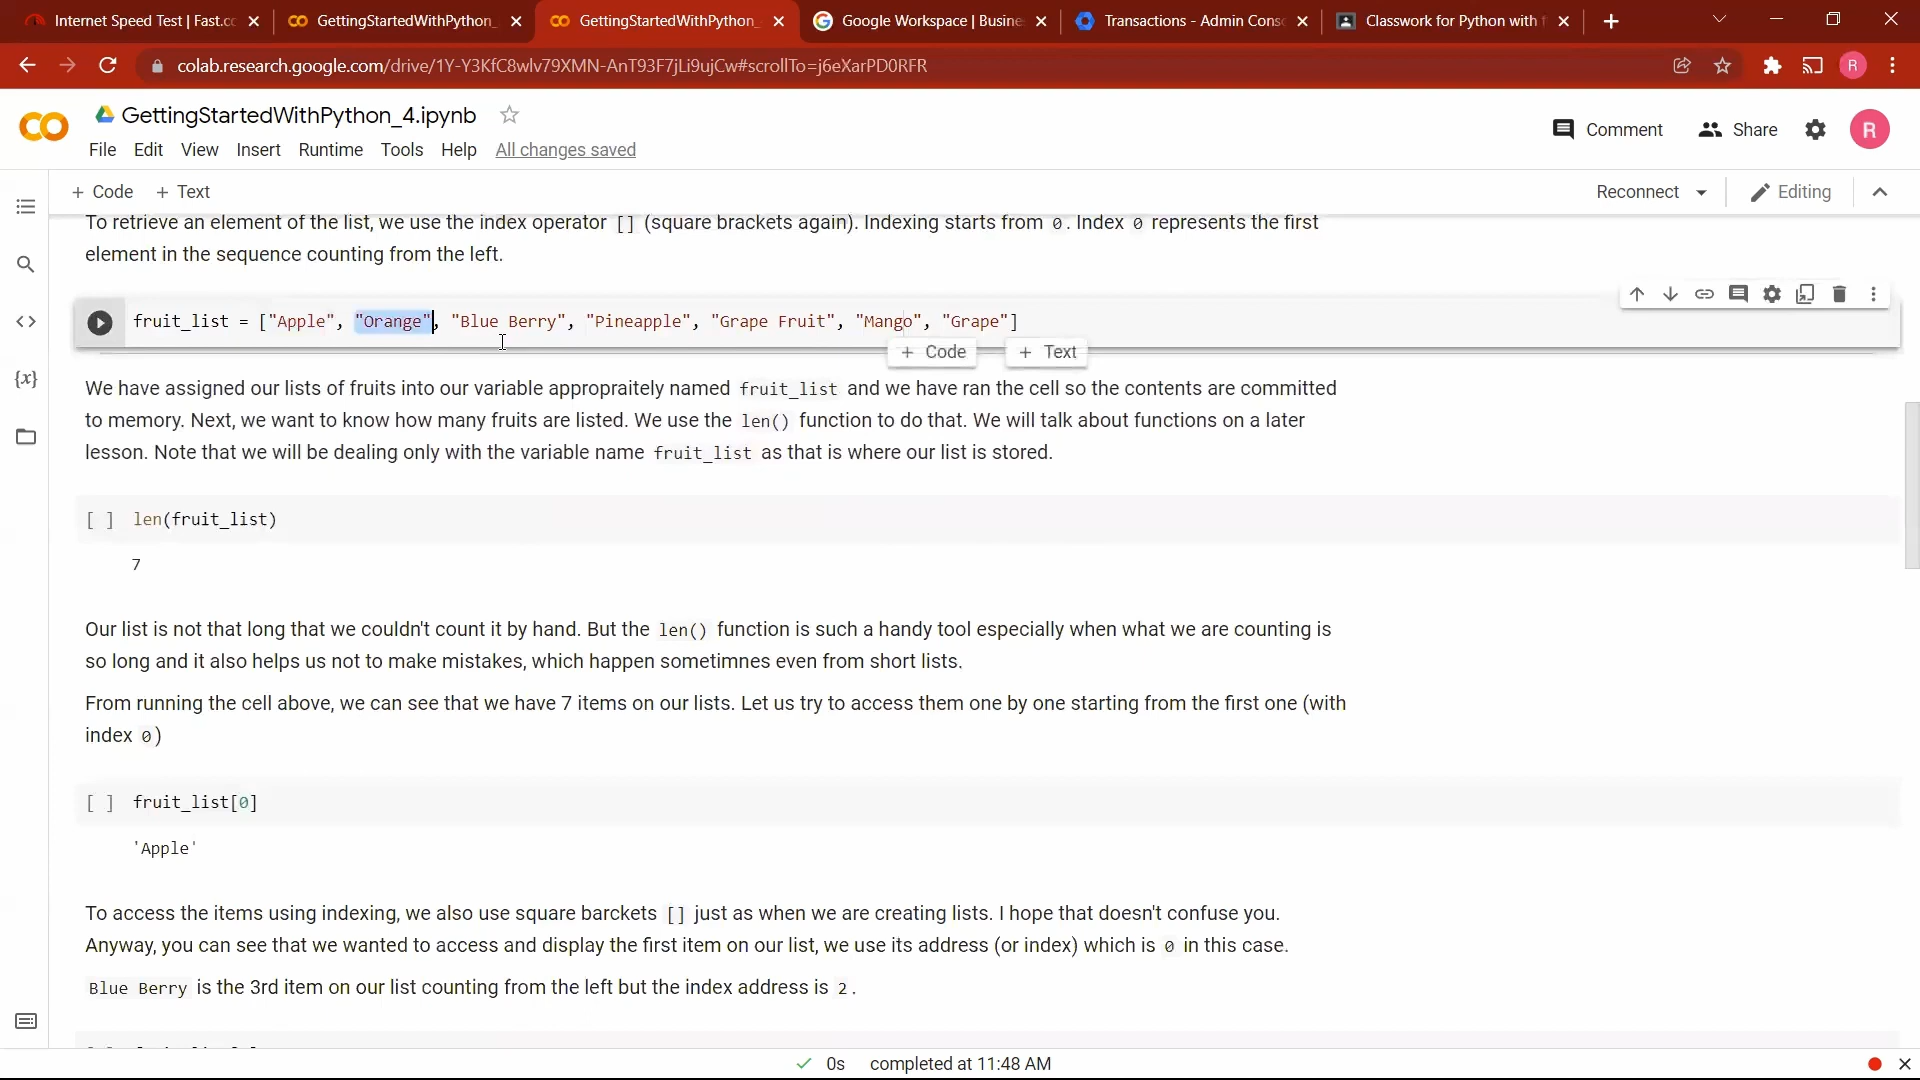 Internet Speed Test | Fast.cc
GettingStartedWithPython_
GettingStartedWithPython_
Google Workspace | Busine
Transactions - Admin Cons
Classwork for Python with f
colab.research.google.com/drive/1Y-Y3KfC8wlv79XMN-AnT93F7jLi9ujCw#scrollTo=j6eXarPD0RFR
R
GettingStartedWithPython_4.ipynb
Comment
Share
R
File Edit View Insert Runtime Tools Help All changes saved
+ Code + Text
Reconnect
Editing
To retrieve an element of the list, we use the index operator [] (square brackets again). Indexing starts from 0. Index 0 represents the first
element in the sequence counting from the left.
fruit_list = ["Apple", "Orange", "Blue Berry", "Pineapple", "Grape Fruit", "Mango", "Grape"]
+ Code + Text
We have assigned our lists of fruits into our variable appropraitely named fruit_list and we have ran the cell so the contents are committed
to memory. Next, we want to know how many fruits are listed. We use the len() function to do that. We will talk about functions on a later
lesson. Note that we will be dealing only with the variable name fruit_list as that is where our list is stored.
[ ] len(fruit_list)
7
Our list is not that long that we couldn't count it by hand. But the len() function is such a handy tool especially when what we are counting is
so long and it also helps us not to make mistakes, which happen sometimnes even from short lists.
From running the cell above, we can see that we have 7 items on our lists. Let us try to access them one by one starting from the first one (with
index 0)
[ ] fruit_list[0]
'Apple'
To access the items using indexing, we also use square barckets [] just as when we are creating lists. I hope that doesn't confuse you.
Anyway, you can see that we wanted to access and display the first item on our list, we use its address (or index) which is 0 in this case.
Blue Berry is the 3rd item on our list counting from the left but the index address is 2.
0s completed at 11:48 AM